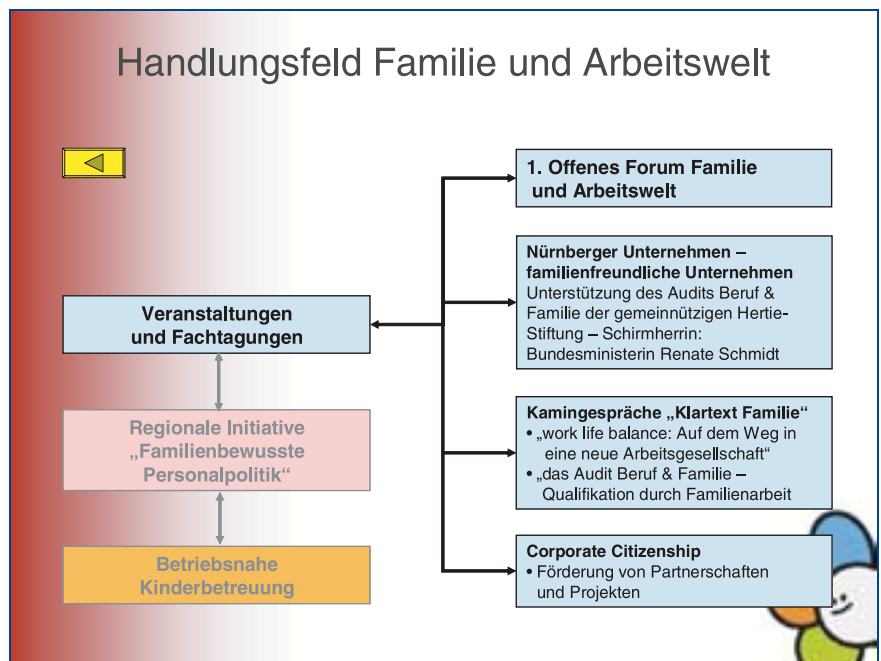 Handlungsfeld Familie und Arbeitswelt
Veranstaltungen
und Fachtagungen
Regionale Initiative
„Familienbewusste
Personalpolitik“
Betriebsnahe
Kinderbetreuung
1. Offenes Forum Familie
und Arbeitswelt
Nürnberger Unternehmen –
familienfreundliche Unternehmen
Unterstützung des Audits Beruf &
Familie der gemeinnützigen Hertie-
Stiftung – Schirmherrin:
Bundesministerin Renate Schmidt
Kamingespräche „Klartext Familie“
• „work life balance: Auf dem Weg in
eine neue Arbeitsgesellschaft“
• „das Audit Beruf & Familie –
Qualifikation durch Familienarbeit
Corporate Citizenship
• Förderung von Partnerschaften
und Projekten